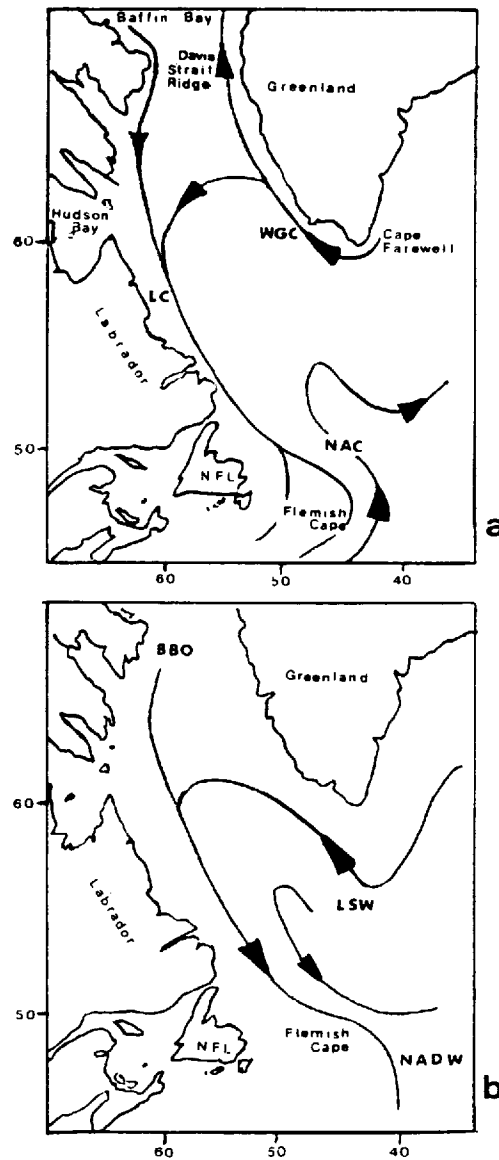 Baffin Bay
Davis
Strait
Ridge
Greenland
Hudson
Bay
60
WGC
Cape
Farewell
LC
Labrador
50
NAC
NFL
Flemish
Cape
a
60
50
40
BBO
Greenland
60
Labrador
LSW
50
Flemish
Cape
NFL
NADW
b
60
50
40